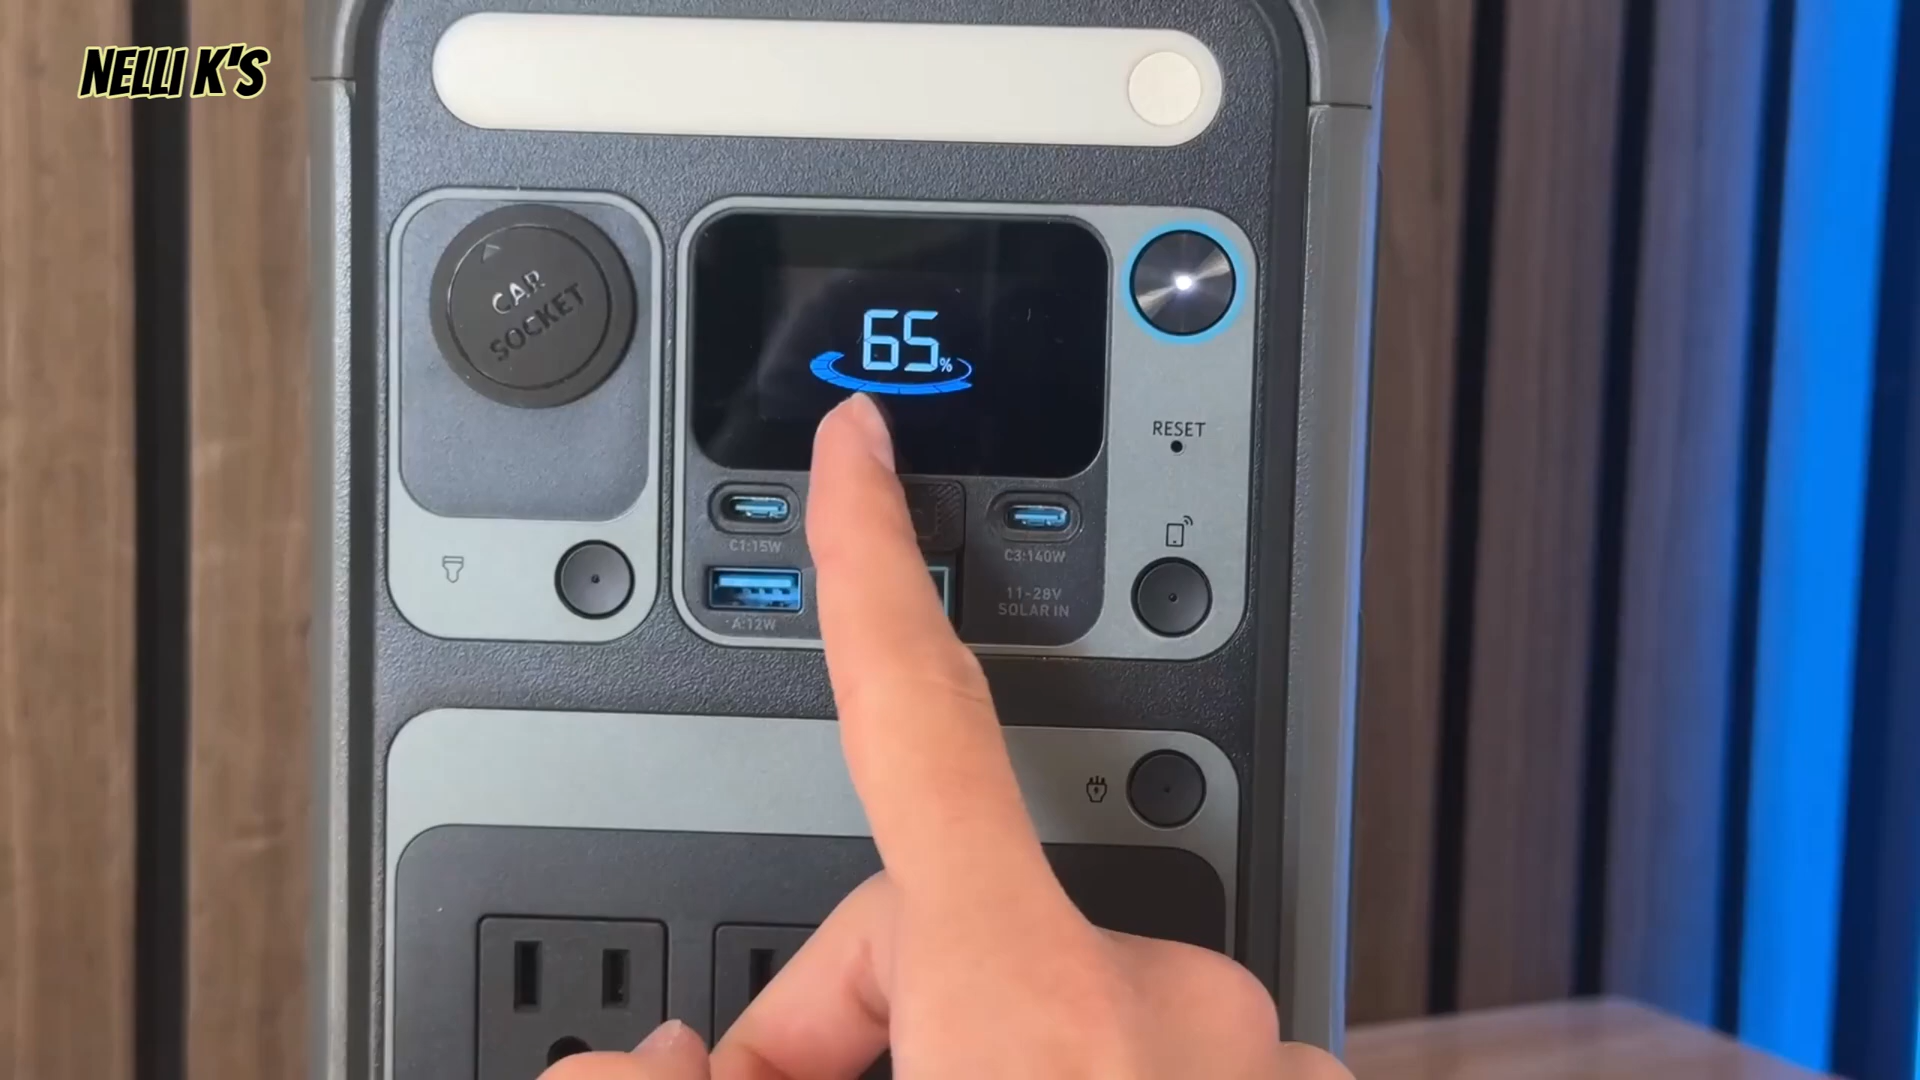 NELLI K'S
CAR
SOCKET
65%
RESET
C1:15W
C3:140W
A:12W
11-28V
SOLAR IN